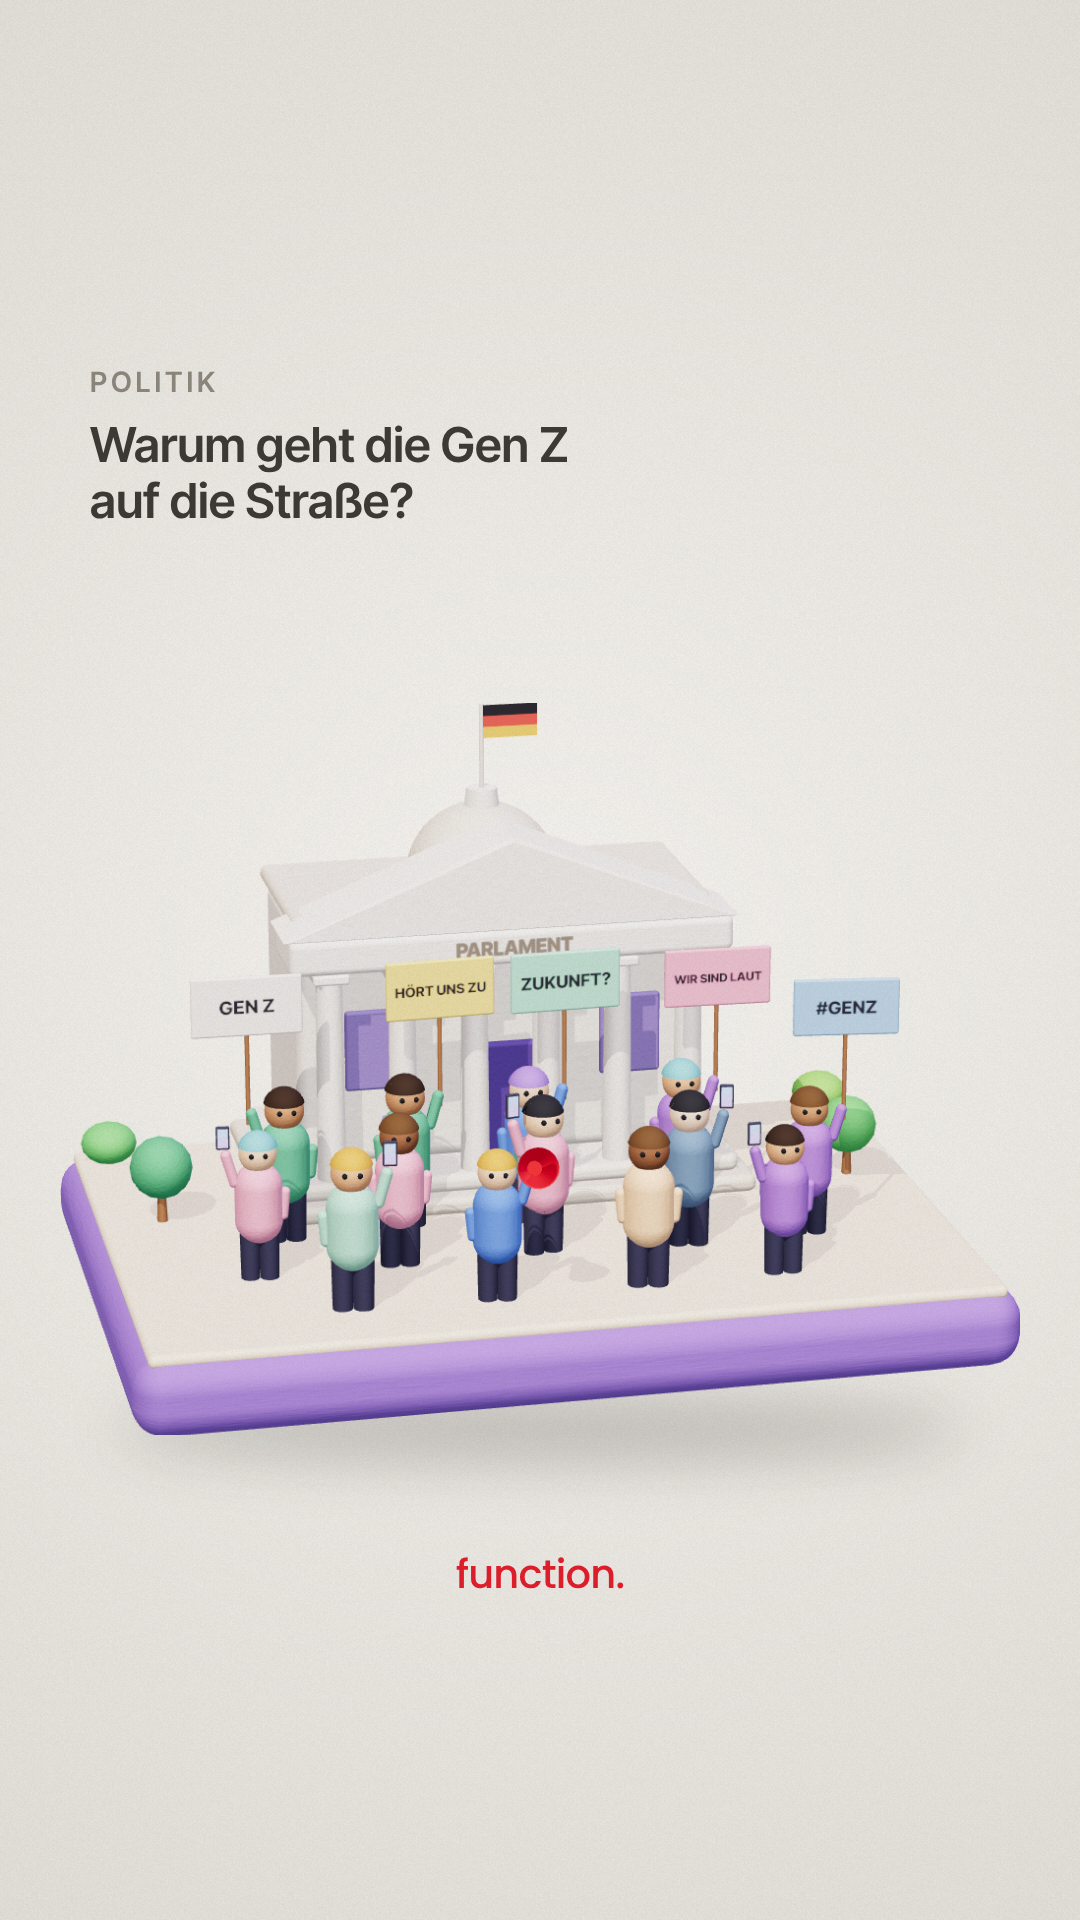 POLITIK
Warum geht die Gen Z
auf die Straße?
PARLAMENT
GEN Z
HÖRT UNS ZU
ZUKUNFT?
WIR SIND LAUT
#GENZ
function.